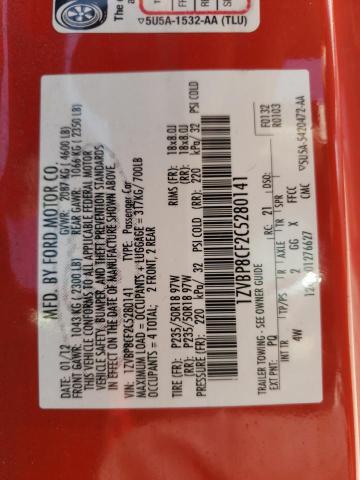 The e
5U5A-1532-AA (TLU)
MFD. BY FORD MOTOR CO.
DATE: 01/12 GVWR: 2087 KG (4600 LB)
FRONT GAWR: 1043 KG (2300 LB) REAR GAWR: 1066 KG (2350 LB)
THIS VEHICLE CONFORMS TO ALL APPLICABLE FEDERAL MOTOR
VEHICLE SAFETY, BUMPER, AND THEFT PREVENTION STANDARDS
IN EFFECT ON THE DATE OF MANUFACTURE SHOWN ABOVE.
VIN: 1ZVBP8CF2C5280141 TYPE: Passenger Car
MAXIMUM LOAD = OCCUPANTS + LUGGAGE = 317KG/700LB
OCCUPANTS = 4 (TOTAL) 2 FRONT, 2 REAR
TIRE (FR): P235/50R18 97W RIMS (FR): 18x8.0J
(RR): P235/50R18 97W (RR): 18x8.0J
PRESSURE (FR): 220 kPa/ 32 PSI COLD (RR): 220 kPa/ 32 PSI COLD
1ZVBP8CF2C5280141
TRAILER TOWING - SEE OWNER GUIDE
F0132
R0103
EXT PNT: PQ RC: 21 DSO:
INT TR TP/PS R AXLE TR SPR
4W 2 GG X FFCC
CMC
5U5A-5420472-AA